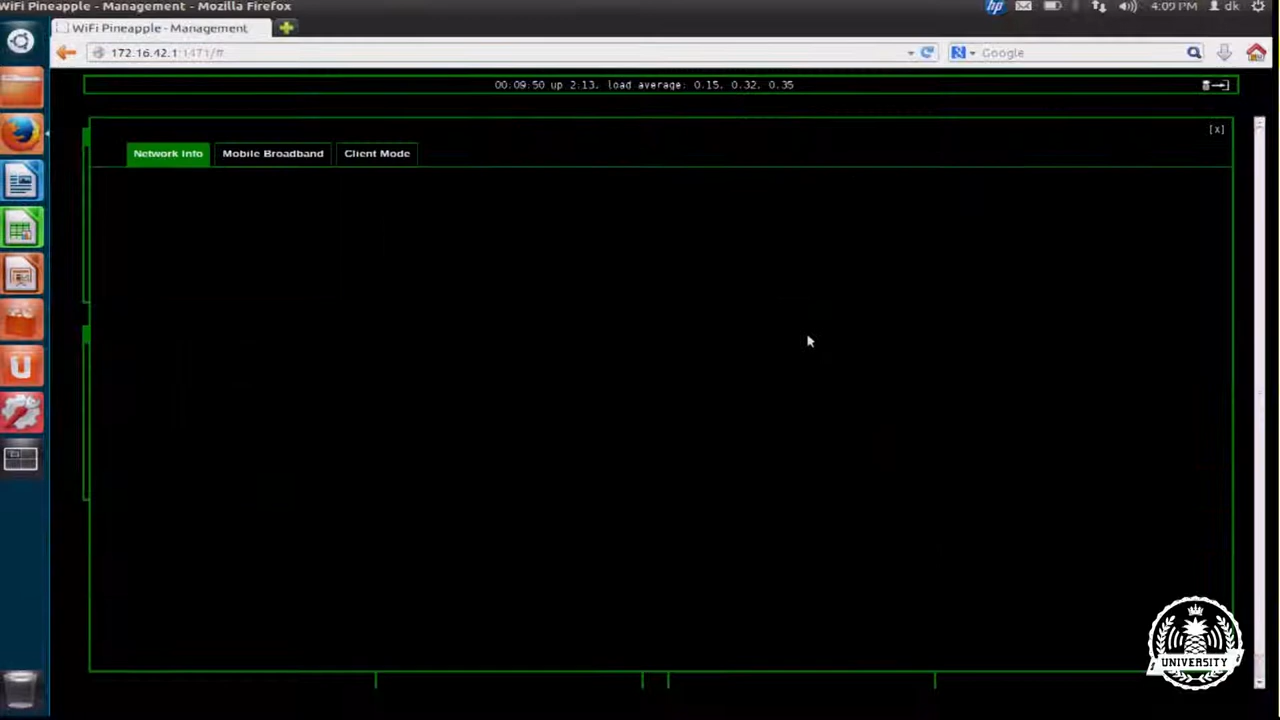 WiFi Pineapple - Management - Mozilla Firefox
hp
4:09 PM
dk
WiFi Pineapple - Management
172.16.42.1:1471/#
Google
00:09:50 up 2:13, load average: 0.15, 0.32, 0.35
[x]
Network Info
Mobile Broadband
Client Mode
U
UNIVERSITY